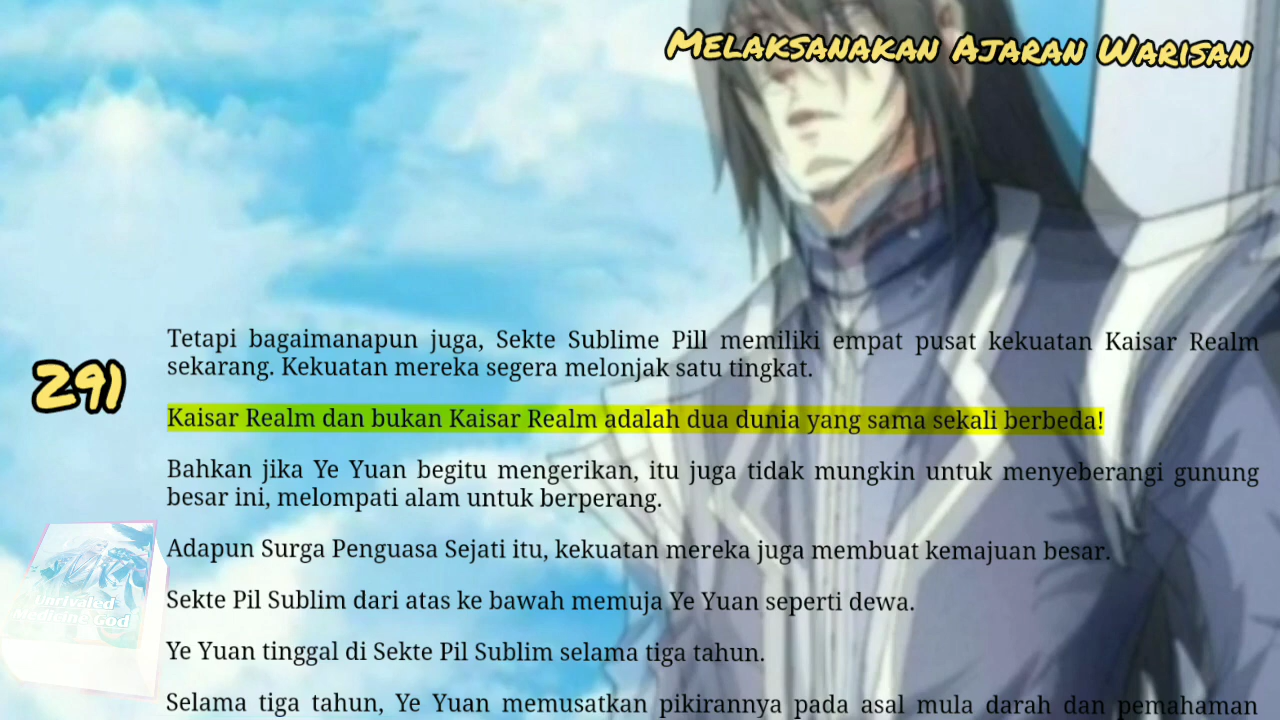 Melaksanakan Ajaran Warisan
Tetapi bagaimanapun juga, Sekte Sublime Pill memiliki empat pusat kekuatan Kaisar Realm
sekarang. Kekuatan mereka segera melonjak satu tingkat.
291
Kaisar Realm dan bukan Kaisar Realm adalah dua dunia yang sama sekali berbeda!
Bahkan jika Ye Yuan begitu mengerikan, itu juga tidak mungkin untuk menyeberangi gunung
besar ini, melompati alam untuk berperang.
Adapun Surga Penguasa Sejati itu, kekuatan mereka juga membuat kemajuan besar.
Sekte Pil Sublim dari atas ke bawah memuja Ye Yuan seperti dewa.
Unrivaled
Medicine God
Ye Yuan tinggal di Sekte Pil Sublim selama tiga tahun.
Selama tiga tahun, Ye Yuan memusatkan pikirannya pada asal mula darah dan pemahaman